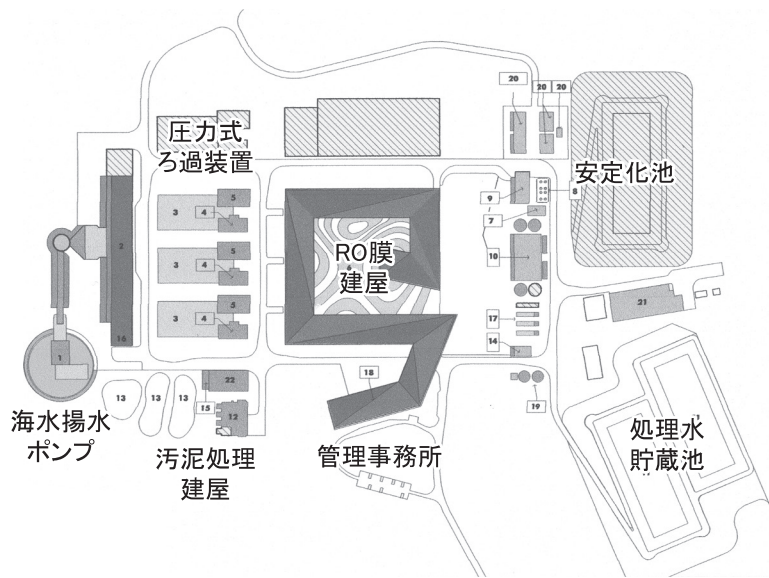 20
20
20
圧力式
ろ過装置
安定化池
5
3
4
9
8
7
2
RO膜
建屋
5
3
4
10
5
3
4
21
17
16
14
1
18
22
13
13
13
15
12
19
海水揚水
ポンプ
汚泥処理
建屋
管理事務所
処理水
貯蔵池